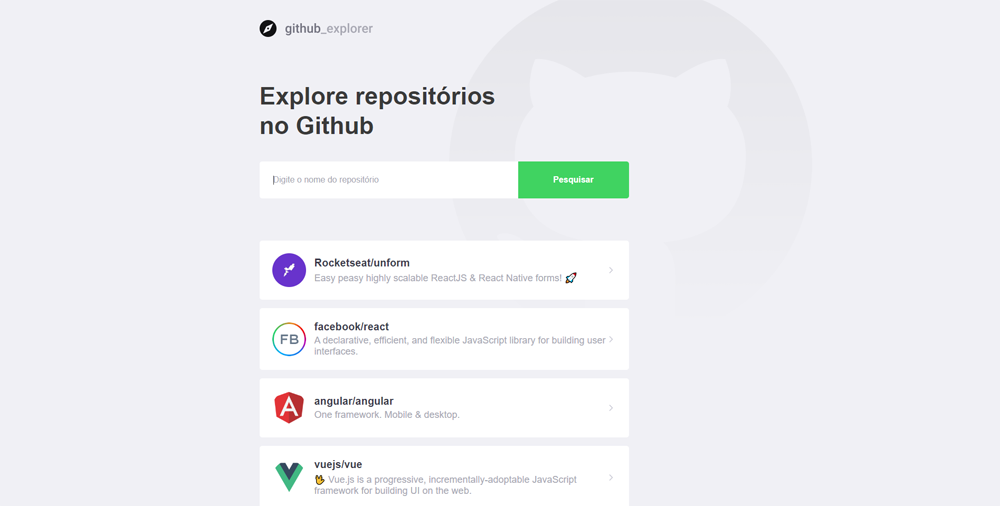 github_explorer
Explore repositórios
no Github
Digite o nome do repositório
Pesquisar
Rocketseat/unform
Easy peasy highly scalable ReactJS & React Native forms! 🚀
facebook/react
FB
A declarative, efficient, and flexible JavaScript library for building user
interfaces.
angular/angular
A
One framework. Mobile & desktop.
vuejs/vue
🖖 Vue.js is a progressive, incrementally-adoptable JavaScript
framework for building UI on the web.